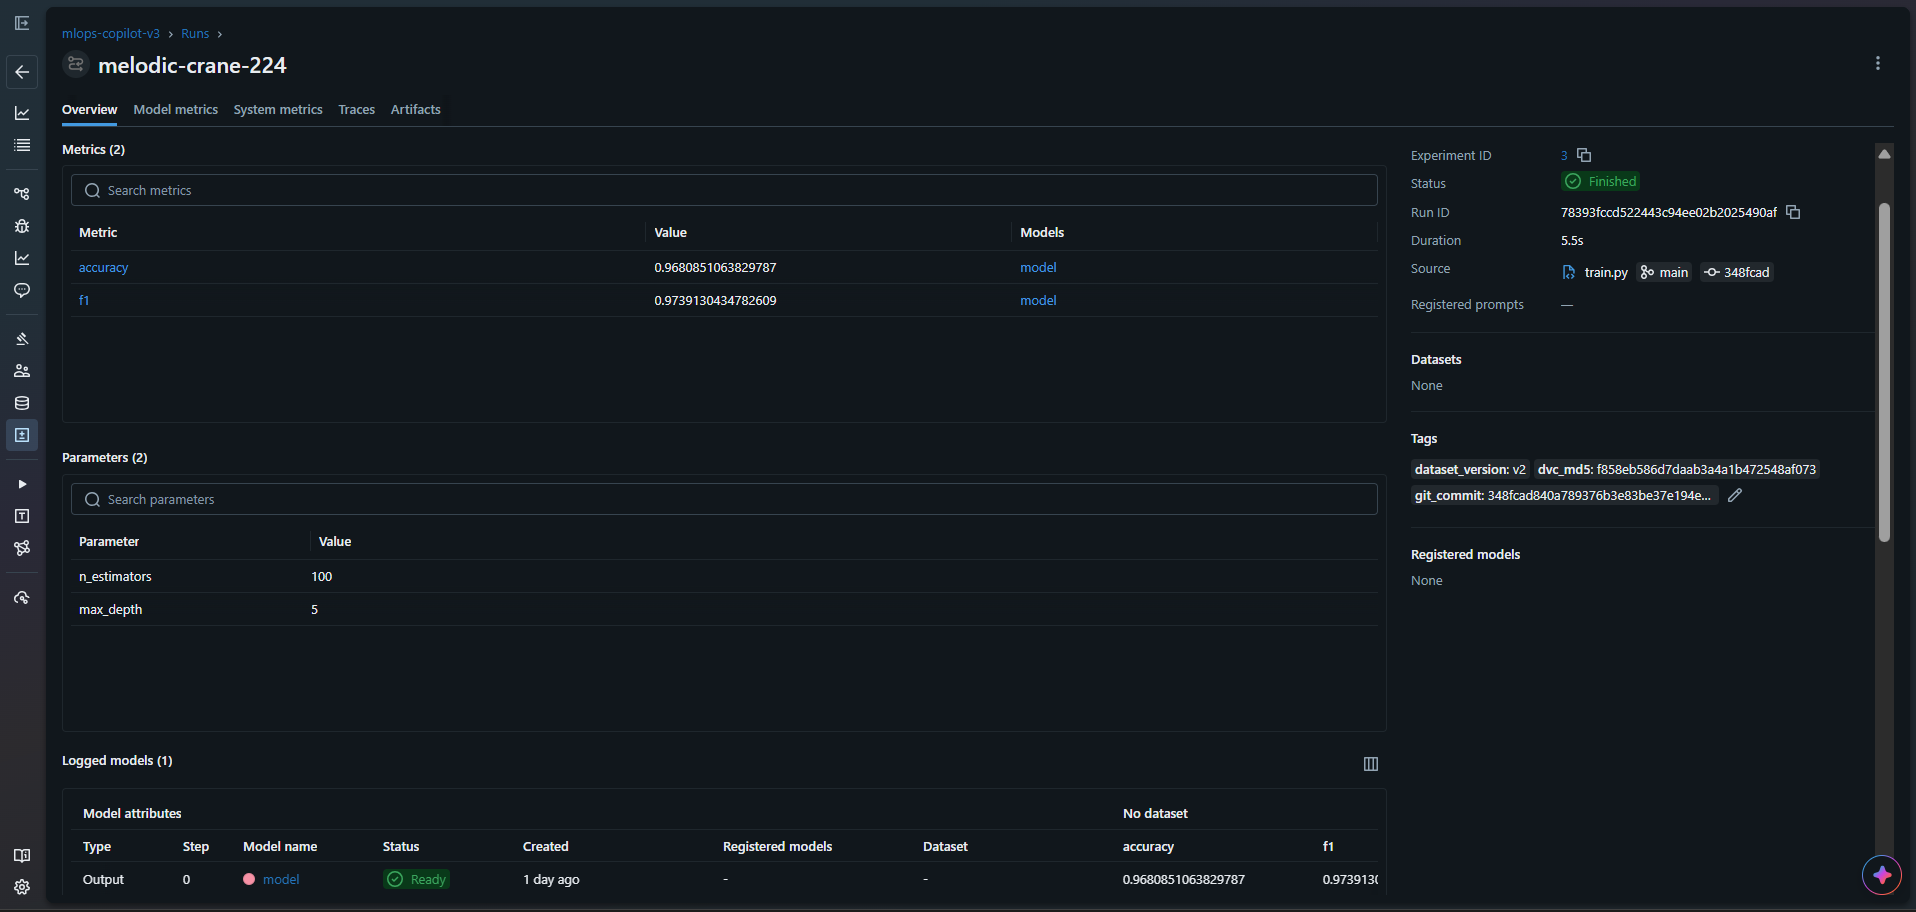 mlops-copilot-v3 › Runs ›
melodic-crane-224
Overview Model metrics System metrics Traces Artifacts
Metrics (2)
Search metrics
Metric Value Models
accuracy 0.9680851063829787 model
f1 0.9739130434782609 model
Parameters (2)
Search parameters
Parameter Value
n_estimators 100
max_depth 5
Logged models (1)
Model attributes No dataset
Type Step Model name Status Created Registered models Dataset accuracy f1
Output 0 model Ready 1 day ago - - 0.9680851063829787 0.973913
Experiment ID 3
Status Finished
Run ID 78393fccd522443c94ee02b2025490af
Duration 5.5s
Source train.py main 348fcad
Registered prompts —
Datasets
None
Tags
dataset_version: v2 dvc_md5: f858eb586d7daab3a4a1b472548af073
git_commit: 348fcad840a789376b3e83be37e194e...
Registered models
None